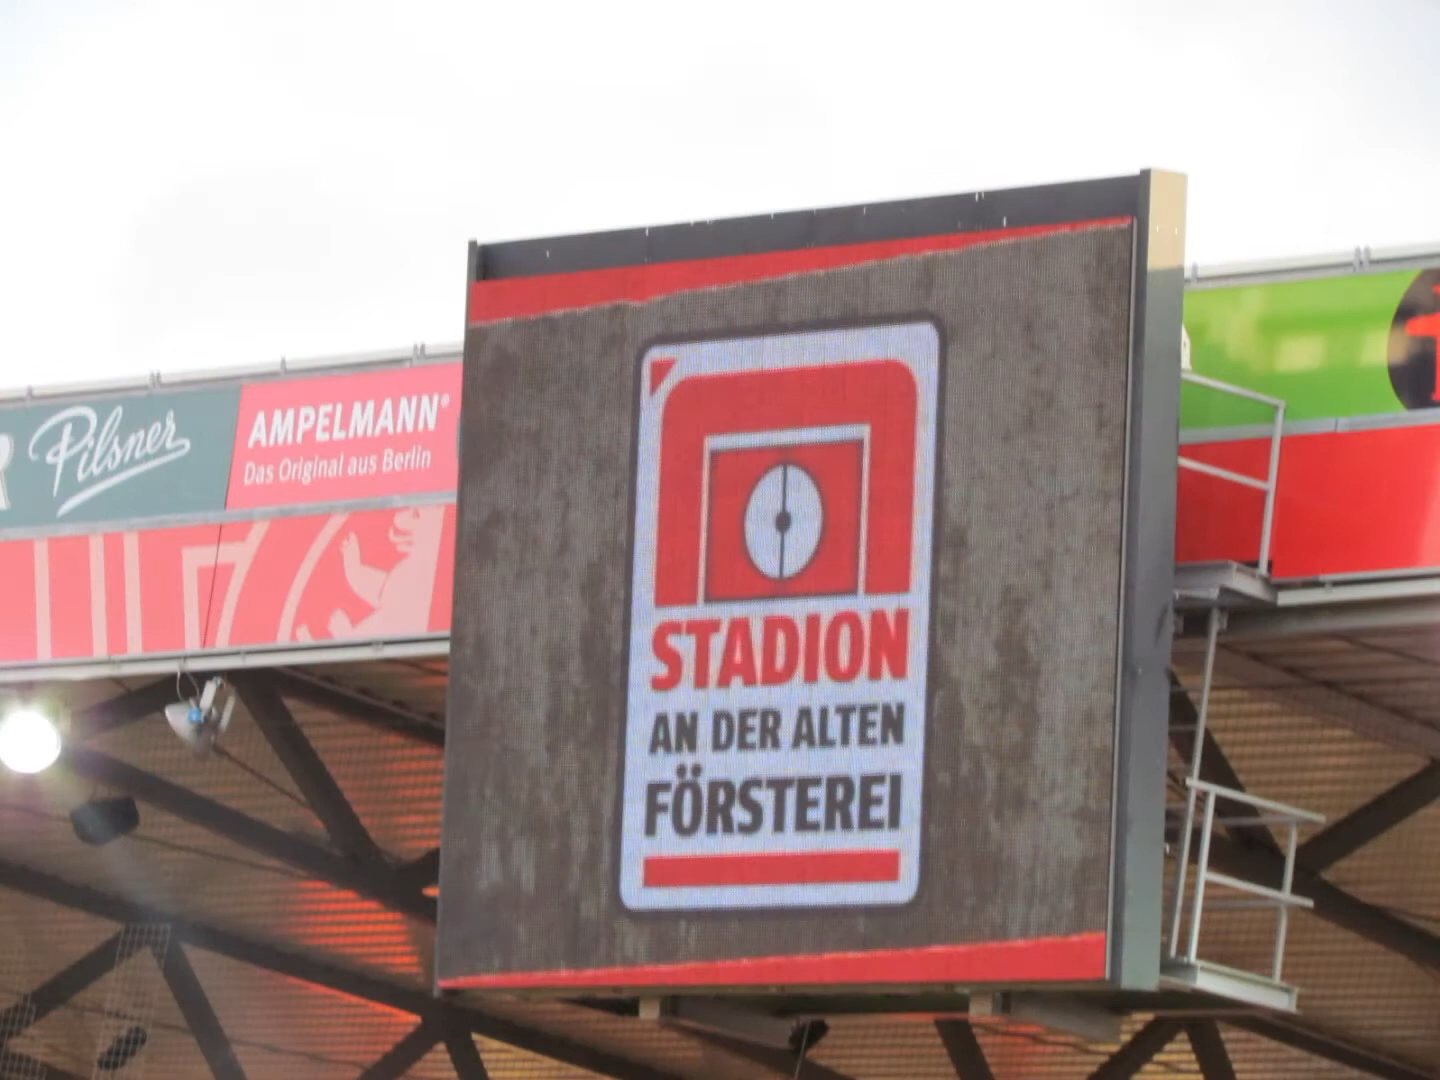 Pilsner
AMPELMANN®
Das Original aus Berlin
STADION
AN DER ALTEN
FÖRSTEREI